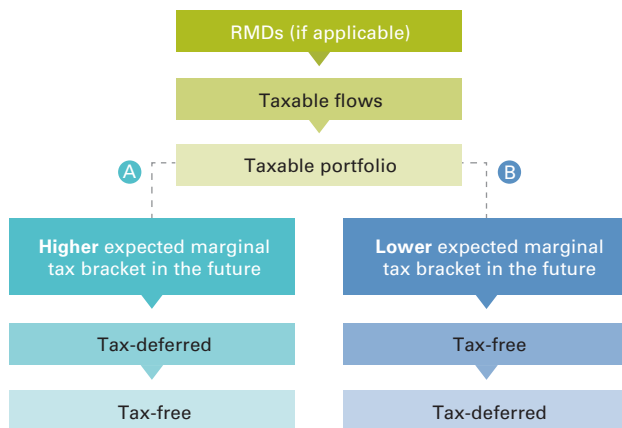 RMDs (if applicable)
Taxable flows
Taxable portfolio
A
B
Higher expected marginal
tax bracket in the future
Lower expected marginal
tax bracket in the future
Tax-deferred
Tax-free
Tax-free
Tax-deferred